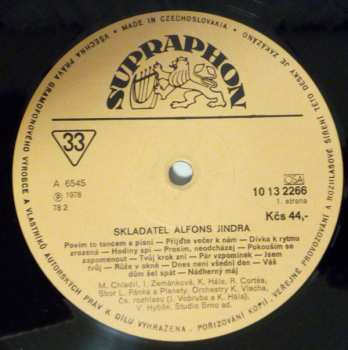 VŠECHNA PRÁVA GRAMOFONOVÉHO VÝROBCE A VLASTNÍKŮ AUTORSKÝCH PRÁV K DÍLU VYHRAZENA. • POŘIZOVÁNÍ KOPIÍ, VEŘEJNÉ PROVOZOVÁNÍ A ROZHLASOVÉ ŠÍŘENÍ TÉTO DESKY JE ZAKÁZÁNO
• MADE IN CZECHOSLOVAKIA •
SUPRAPHON
33
A 6545
℗ 1978
78 2
OSA
10 13 2266
1. strana
Kčs 44,-
SKLADATEL ALFONS JINDRA
Povím to tancem a písní – Přijďte večer k nám – Dívka k rytmu
zrozená – Hodiny spí – Prosím, neodcházej – Pokouším se
zapomenout – Tvůj krok zní – Pár vzpomínek – Jsem
tvůj – Růže v okně – Dnes není všední den – Váš
dům šel spát – Nádherný máj
M. Chladil, J. Zemánková, K. Hála, R. Cortés,
Sbor L. Pánka a Planety, Orchestry K. Vlacha,
Čs. rozhlasu (J. Vobruba a K. Hála),
V. Hybše, Studio Brno ad.